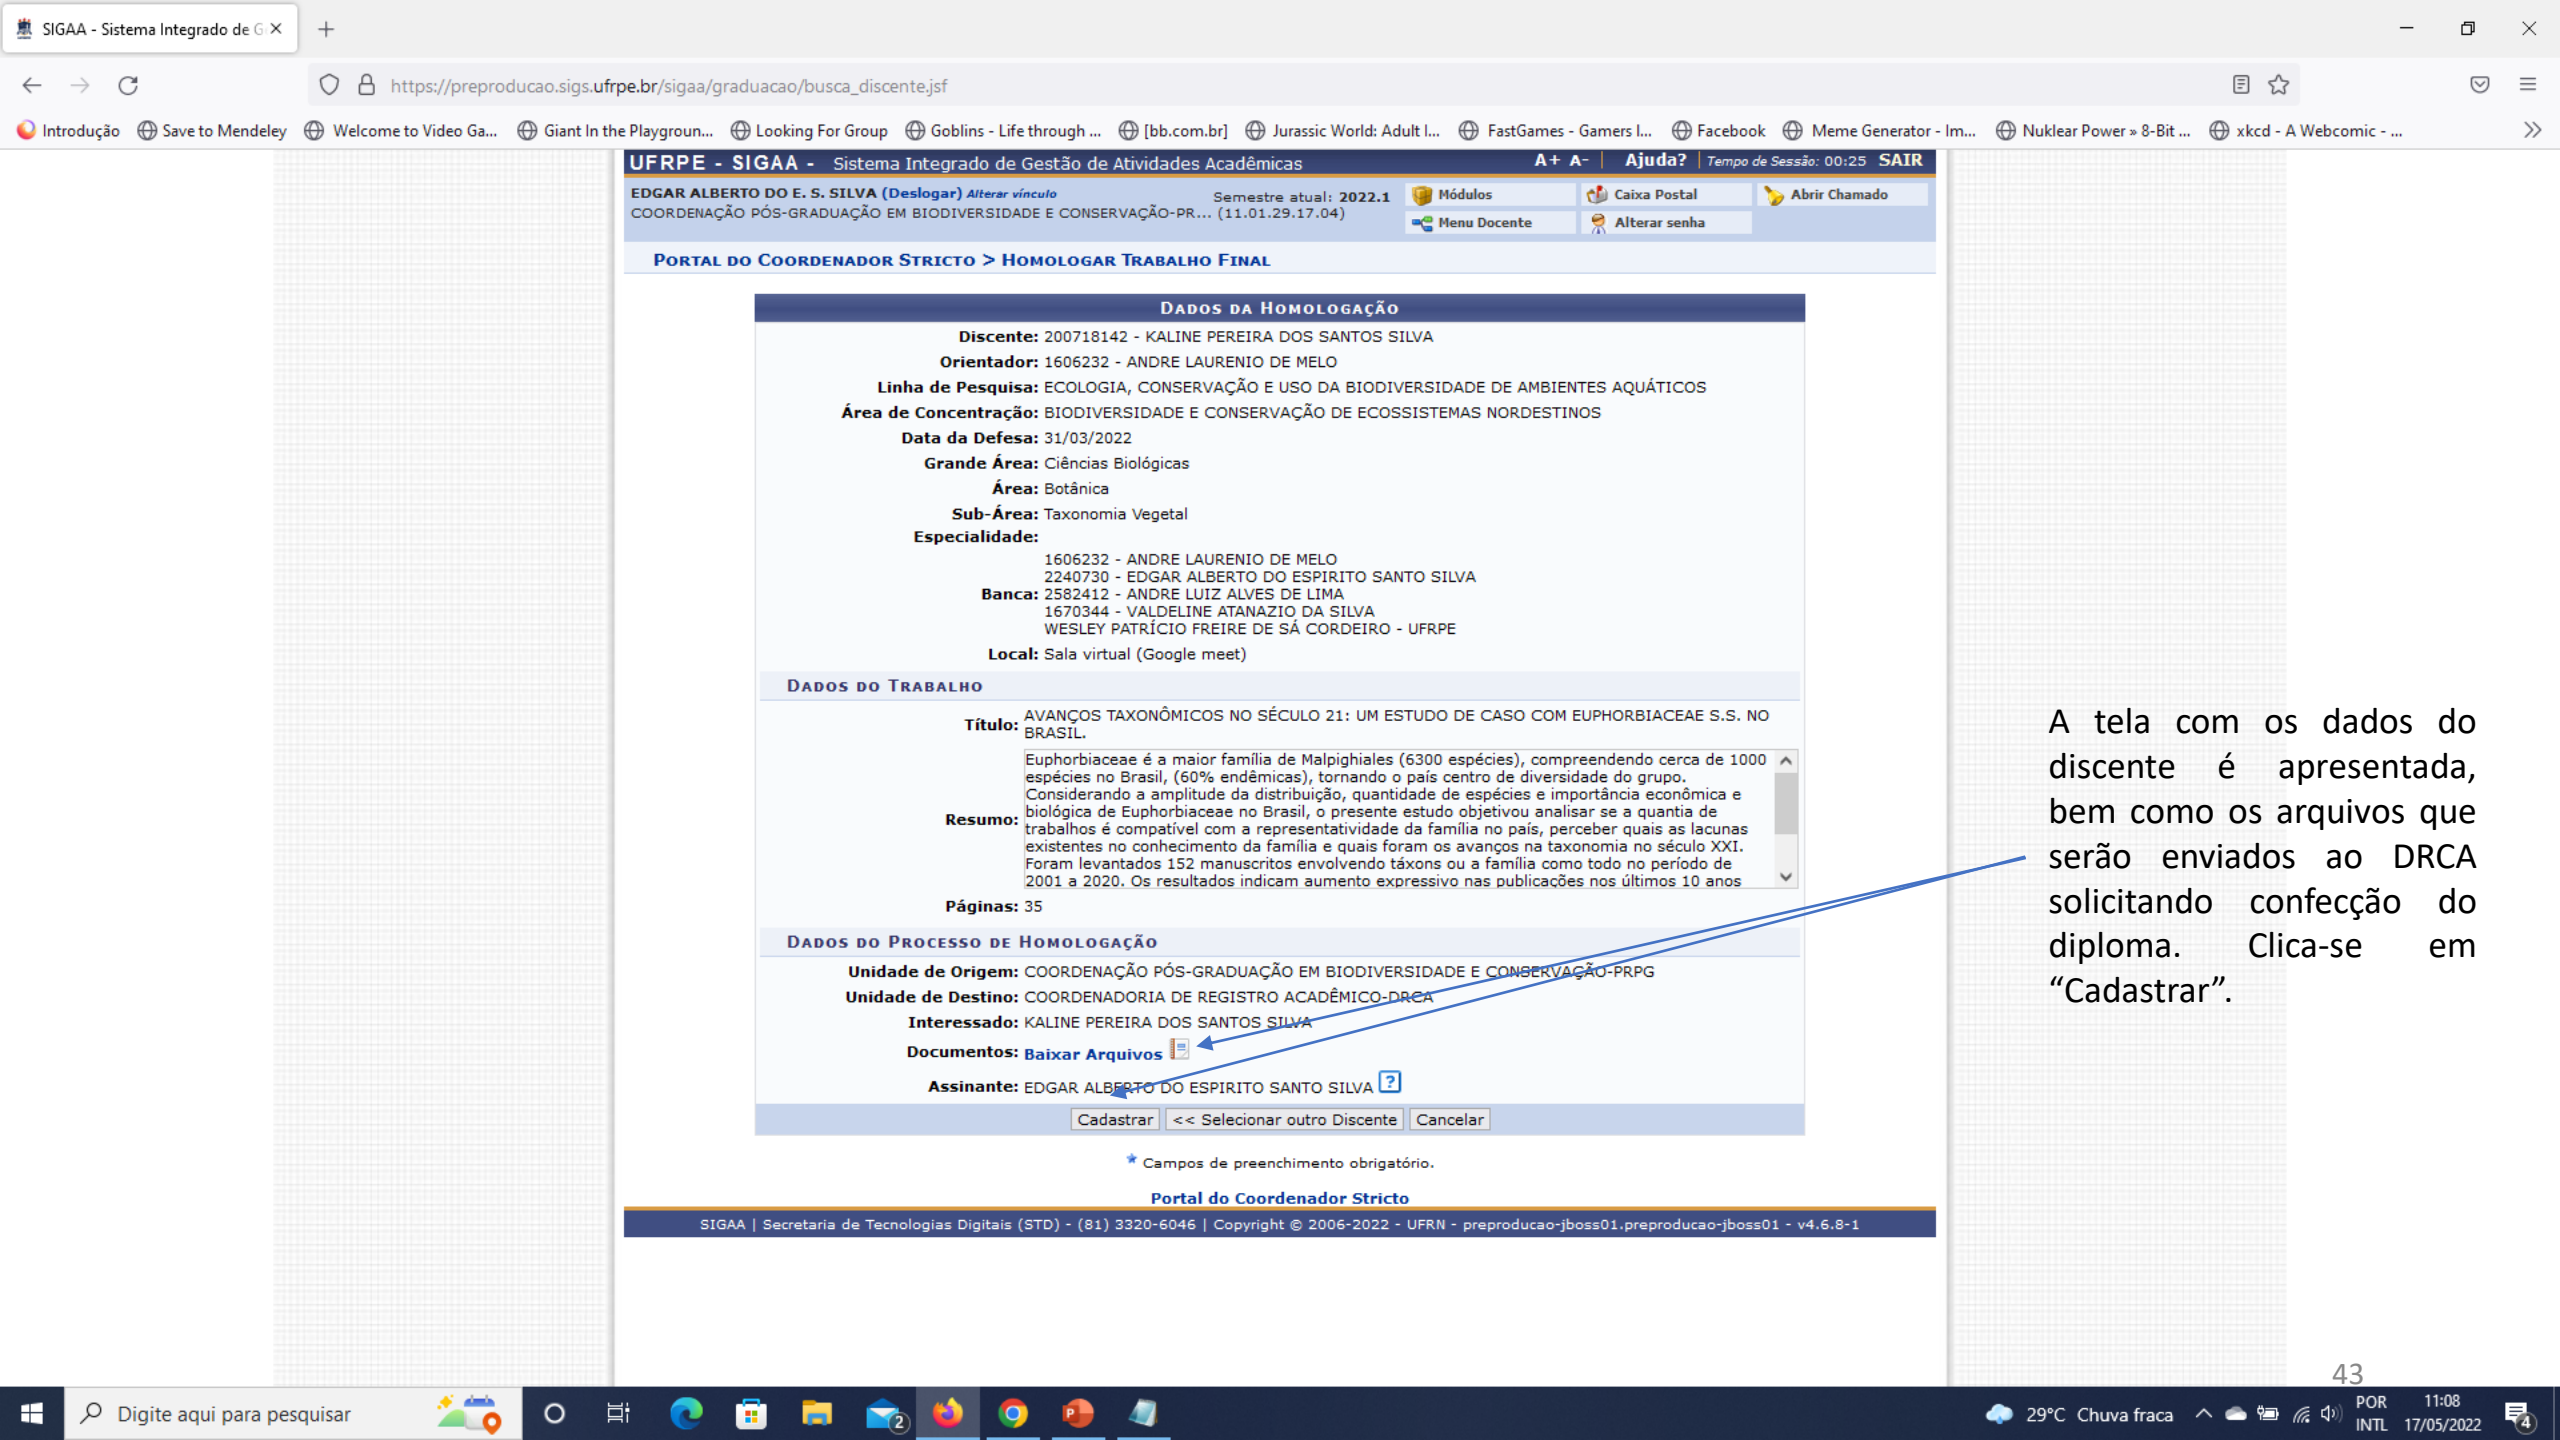 SIGAA - Sistema Integrado de G
https://preproducao.sigs.ufrpe.br/sigaa/graduacao/busca_discente.jsf
Introdução Save to Mendeley Welcome to Video Ga... Giant In the Playgroun... Looking For Group Goblins - Life through ... [bb.com.br] Jurassic World: Adult I... FastGames - Gamers l... Facebook Meme Generator - Im... Nuklear Power » 8-Bit ... xkcd - A Webcomic - ...
UFRPE - SIGAA - Sistema Integrado de Gestão de Atividades Acadêmicas A+ A- | Ajuda? | Tempo de Sessão: 00:25 SAIR
EDGAR ALBERTO DO E. S. SILVA (Deslogar) Alterar vínculo Semestre atual: 2022.1 Módulos Caixa Postal Abrir Chamado
COORDENAÇÃO PÓS-GRADUAÇÃO EM BIODIVERSIDADE E CONSERVAÇÃO-PR... (11.01.29.17.04)
Menu Docente Alterar senha
PORTAL DO COORDENADOR STRICTO > HOMOLOGAR TRABALHO FINAL
DADOS DA HOMOLOGAÇÃO
Discente: 200718142 - KALINE PEREIRA DOS SANTOS SILVA
Orientador: 1606232 - ANDRE LAURENIO DE MELO
Linha de Pesquisa: ECOLOGIA, CONSERVAÇÃO E USO DA BIODIVERSIDADE DE AMBIENTES AQUÁTICOS
Área de Concentração: BIODIVERSIDADE E CONSERVAÇÃO DE ECOSSISTEMAS NORDESTINOS
Data da Defesa: 31/03/2022
Grande Área: Ciências Biológicas
Área: Botânica
Sub-Área: Taxonomia Vegetal
Especialidade:
1606232 - ANDRE LAURENIO DE MELO
2240730 - EDGAR ALBERTO DO ESPIRITO SANTO SILVA
Banca: 2582412 - ANDRE LUIZ ALVES DE LIMA
1670344 - VALDELINE ATANAZIO DA SILVA
WESLEY PATRÍCIO FREIRE DE SÁ CORDEIRO - UFRPE
Local: Sala virtual (Google meet)
DADOS DO TRABALHO
Título: AVANÇOS TAXONÔMICOS NO SÉCULO 21: UM ESTUDO DE CASO COM EUPHORBIACEAE S.S. NO
BRASIL.
Euphorbiaceae é a maior família de Malpighiales (6300 espécies), compreendendo cerca de 1000
espécies no Brasil, (60% endêmicas), tornando o país centro de diversidade do grupo.
Considerando a amplitude da distribuição, quantidade de espécies e importância econômica e
biológica de Euphorbiaceae no Brasil, o presente estudo objetivou analisar se a quantia de
Resumo: trabalhos é compatível com a representatividade da família no país, perceber quais as lacunas
existentes no conhecimento da família e quais foram os avanços na taxonomia no século XXI.
Foram levantados 152 manuscritos envolvendo táxons ou a família como todo no período de
2001 a 2020. Os resultados indicam aumento expressivo nas publicações nos últimos 10 anos
Páginas: 35
DADOS DO PROCESSO DE HOMOLOGAÇÃO
Unidade de Origem: COORDENAÇÃO PÓS-GRADUAÇÃO EM BIODIVERSIDADE E CONSERVAÇÃO-PRPG
Unidade de Destino: COORDENADORIA DE REGISTRO ACADÊMICO-DRCA
Interessado: KALINE PEREIRA DOS SANTOS SILVA
Documentos: Baixar Arquivos
Assinante: EDGAR ALBERTO DO ESPIRITO SANTO SILVA ?
Cadastrar << Selecionar outro Discente Cancelar
* Campos de preenchimento obrigatório.
Portal do Coordenador Stricto
SIGAA | Secretaria de Tecnologias Digitais (STD) - (81) 3320-6046 | Copyright © 2006-2022 - UFRN - preproducao-jboss01.preproducao-jboss01 - v4.6.8-1
A tela com os dados do
discente é apresentada,
bem como os arquivos que
serão enviados ao DRCA
solicitando confecção do
diploma. Clica-se em
“Cadastrar”.
43
Digite aqui para pesquisar
2
29°C Chuva fraca
POR
INTL
11:08
17/05/2022
4